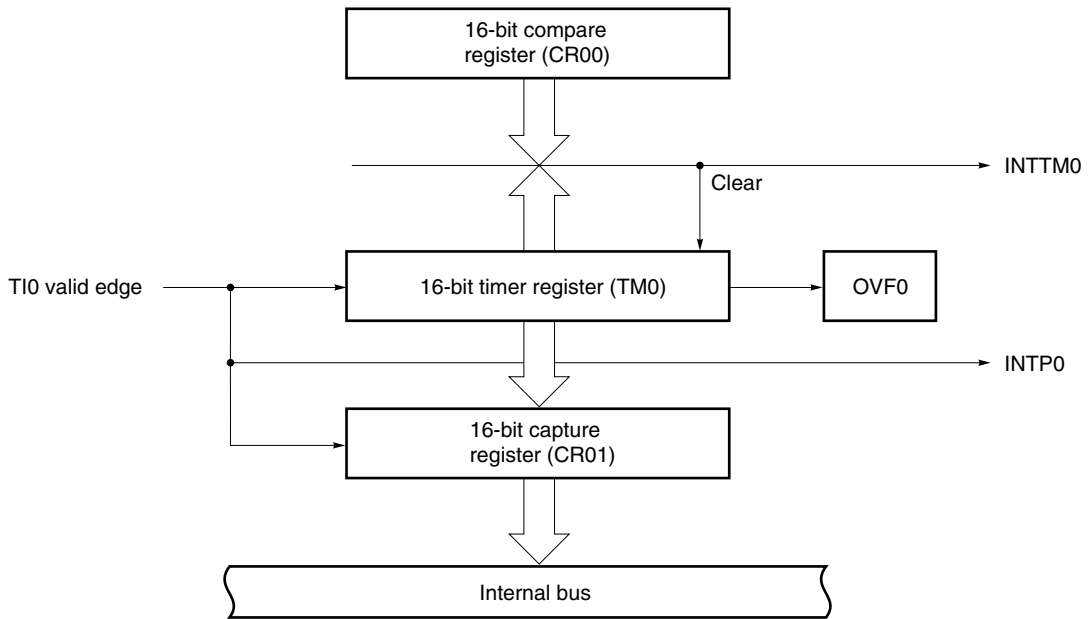 16-bit compare
register (CR00)
INTTM0
Clear
TI0 valid edge
16-bit timer register (TM0)
OVF0
INTP0
16-bit capture
register (CR01)
Internal bus